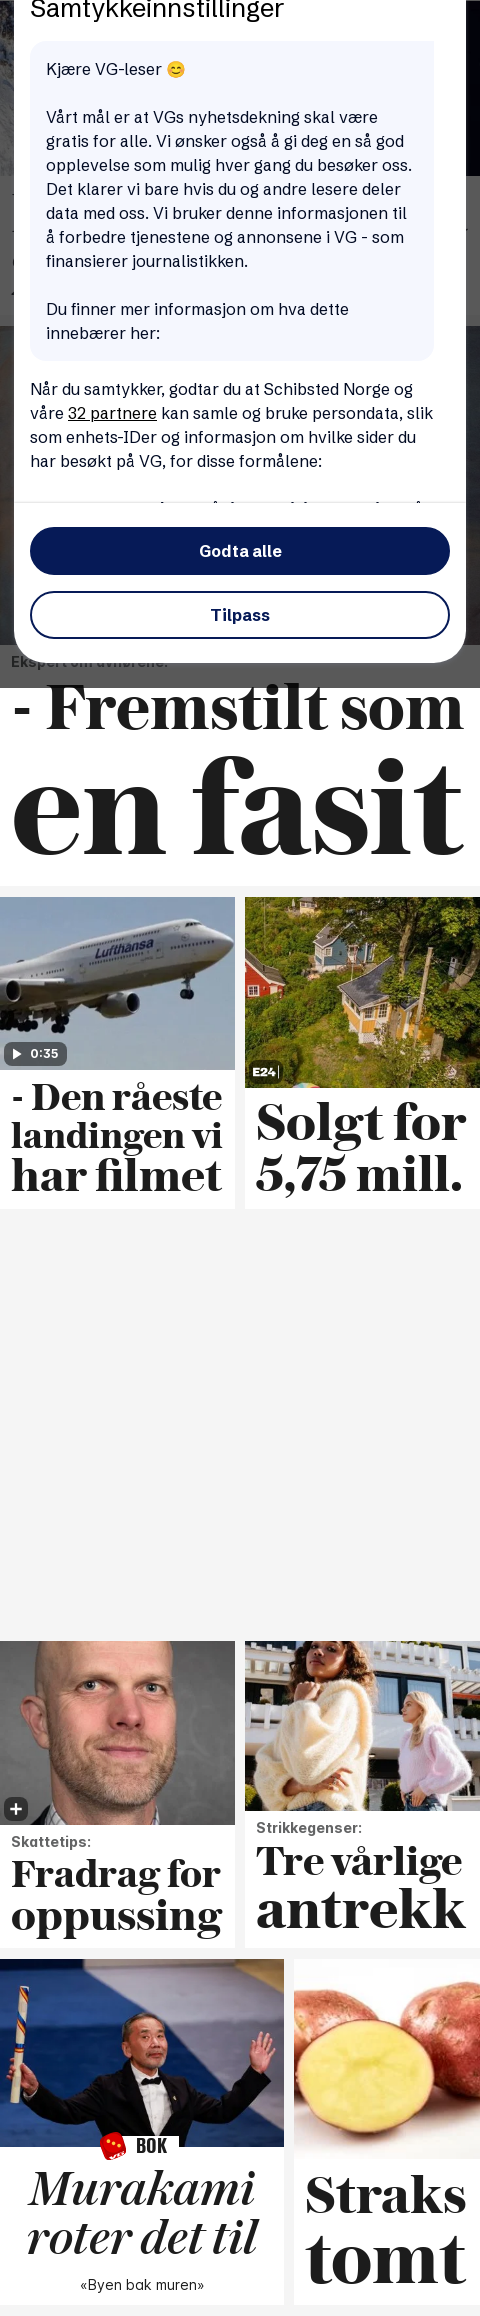 Samtykkeinnstillinger
Kjære VG-leser 😊
Vårt mål er at VGs nyhetsdekning skal være
gratis for alle. Vi ønsker også å gi deg en så god
opplevelse som mulig hver gang du besøker oss.
Det klarer vi bare hvis du og andre lesere deler
data med oss. Vi bruker denne informasjonen til
å forbedre tjenestene og annonsene i VG - som
finansierer journalistikken.
Du finner mer informasjon om hva dette
innebærer her:
Når du samtykker, godtar du at Schibsted Norge og
våre 32 partnere kan samle og bruke persondata, slik
som enhets-IDer og informasjon om hvilke sider du
har besøkt på VG, for disse formålene:
Godta alle
Tilpass
Ekspert om avhørene:
- Fremstilt som
en fasit
Lufthansa
0:35
- Den råeste
landingen vi
har filmet
E24
Solgt for
5,75 mill.
Skattetips:
Fradrag for
oppussing
Strikkegenser:
Tre vårlige
antrekk
VG
BOK
Murakami
roter det til
«Byen bak muren»
Straks
tomt